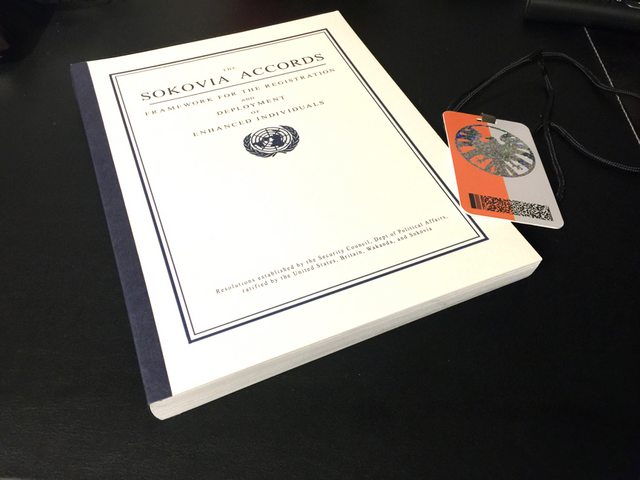 THE
SOKOVIA ACCORDS
FRAMEWORK FOR THE REGISTRATION
AND
DEPLOYMENT
OF
ENHANCED INDIVIDUALS
Resolutions established by the Security Council, Dept of Political Affairs,
ratified by the United States, Britain, Wakanda, and Sokovia